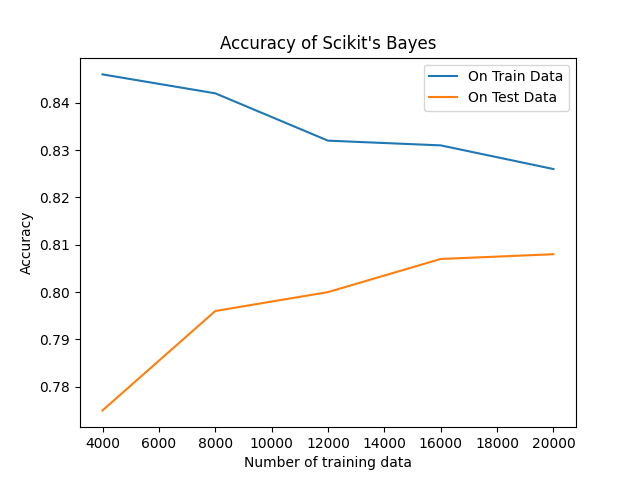 Accuracy of Scikit's Bayes
On Train Data
On Test Data
0.84
0.83
0.82
0.81
0.80
0.79
0.78
Accuracy
4000 6000 8000 10000 12000 14000 16000 18000 20000
Number of training data